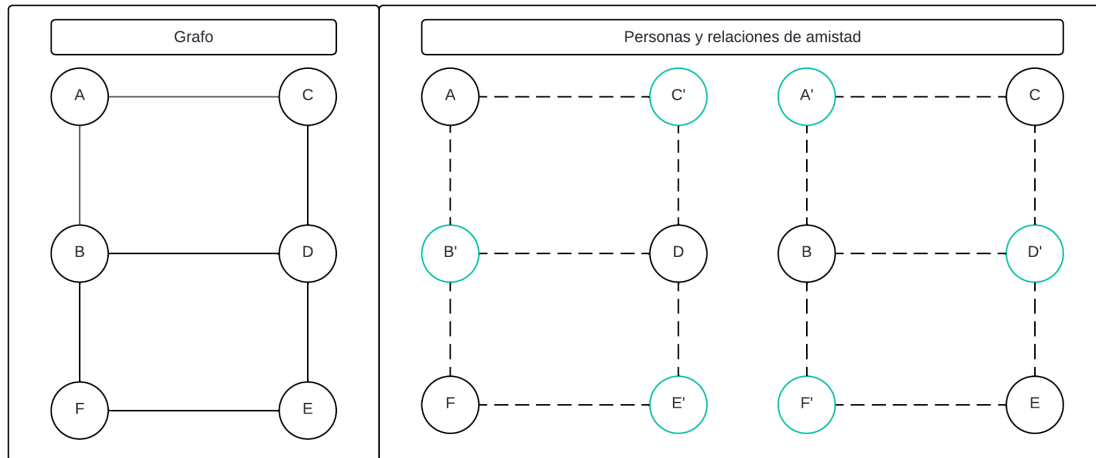 Grafo
Personas y relaciones de amistad
A
C
A
C'
A'
C
B
D
B'
D
B
D'
F
E
F
E'
F'
E